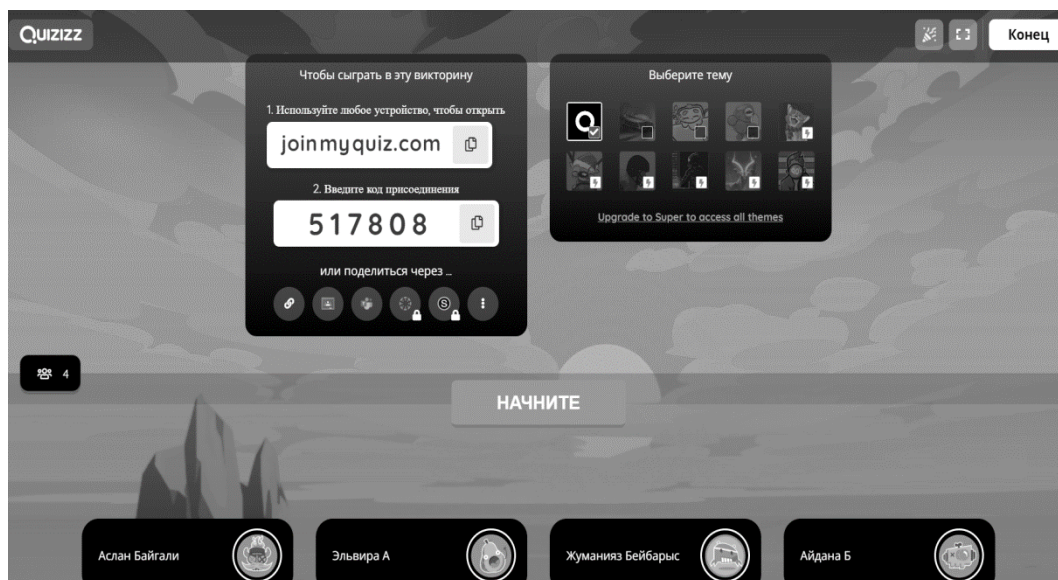 QUIZIZZ
Конец
Чтобы сыграть в эту викторину
1. Используйте любое устройство, чтобы открыть
joinmyquiz.com
2. Введите код присоединения
517808
или поделиться через ..
Выберите тему
Upgrade to Super to access all themes
4
НАЧНИТЕ
Аслан Байгали
Эльвира А
Жуманияз Бейбарыс
Айдана Б